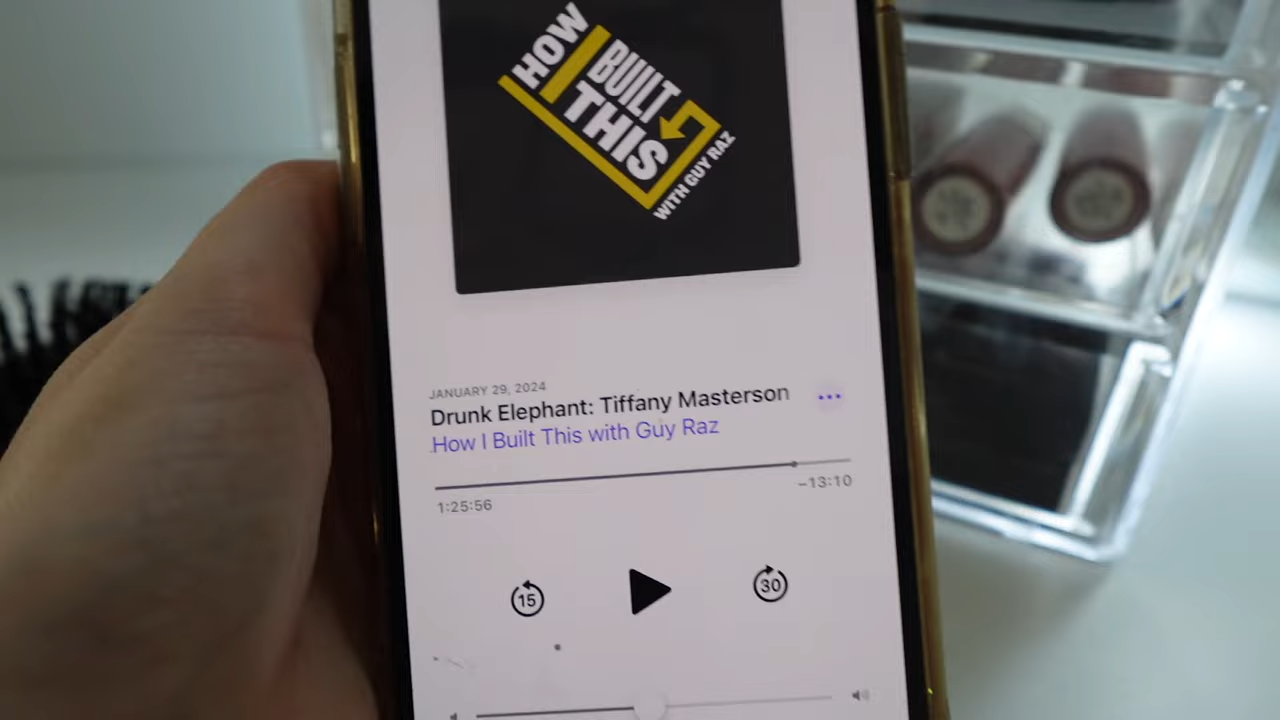 HOW
I BUILT
THIS
WITH GUY RAZ
JANUARY 29, 2024
Drunk Elephant: Tiffany Masterson
How I Built This with Guy Raz
1:25:56
-13:10
15
30